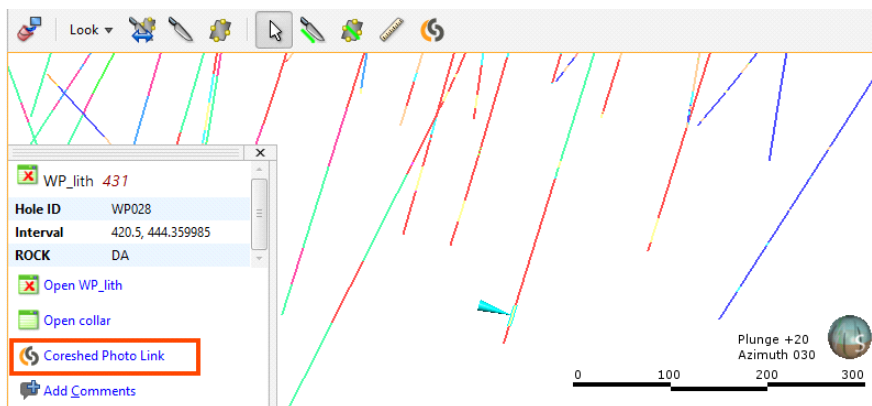 Look
WP_lith 431
Hole ID WP028
Interval 420.5, 444.359985
ROCK DA
Open WP_lith
Open collar
Coreshed Photo Link
Add Comments
Plunge +20
Azimuth 030
0 100 200 300
S